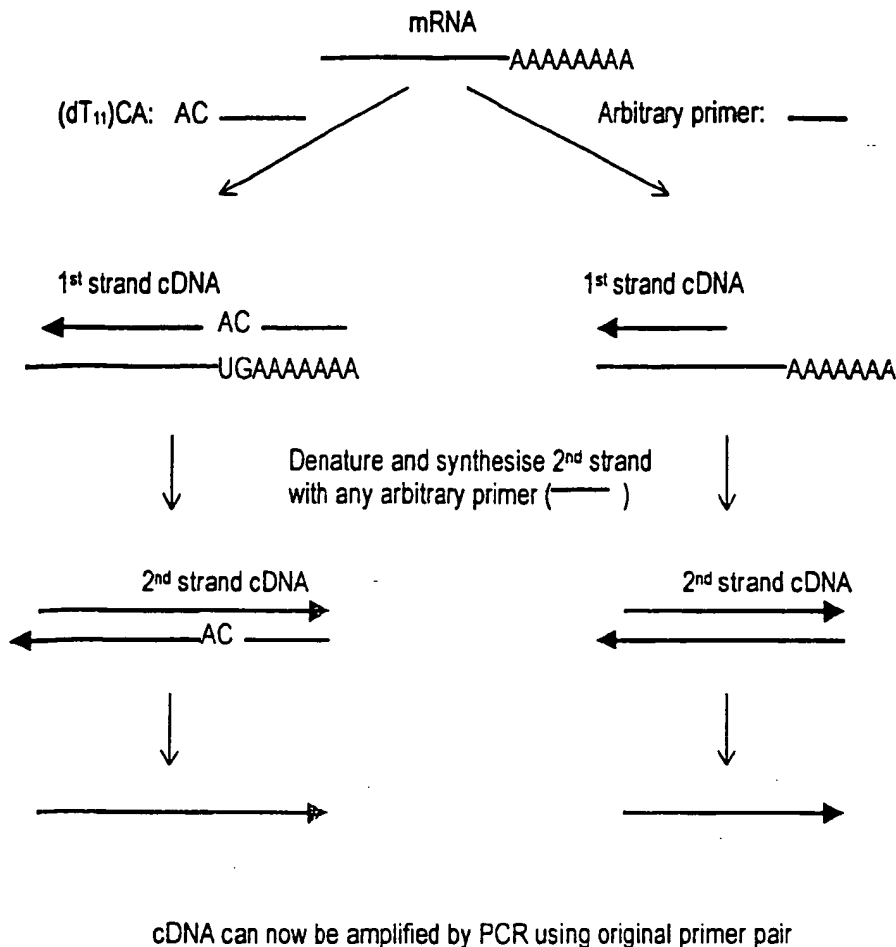 mRNA
AAAAAAAA
(dT₁₁)CA: AC
Arbitrary primer:
1st strand cDNA
1st strand cDNA
AC
UGAAAAAAA
AAAAAAA
Denature and synthesise 2nd strand
with any arbitrary primer ( )
2nd strand cDNA
2nd strand cDNA
AC
cDNA can now be amplified by PCR using original primer pair